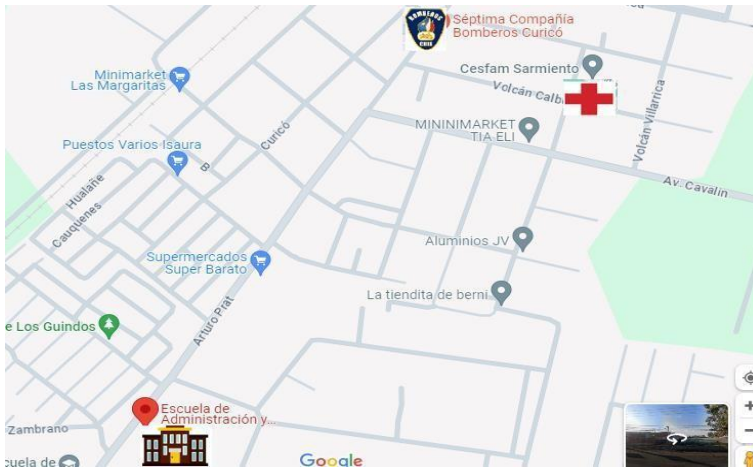 BOMBEROS
Séptima Compañía
Bomberos Curicó
Cesfam Sarmiento
Volcán Calb
Volcán Villarrica
Minimarket
Las Margaritas
MININIMARKET
TIA ELI
Curicó
Puestos Varios Isaura
B
Av. Cavalín
Hualañe
Cauquenes
Aluminios JV
Supermercados
Super Barato
La tiendita de berni
Arturo Prat
e Los Guindos
Escuela de
Administración y...
Zambrano
cuela de
Google